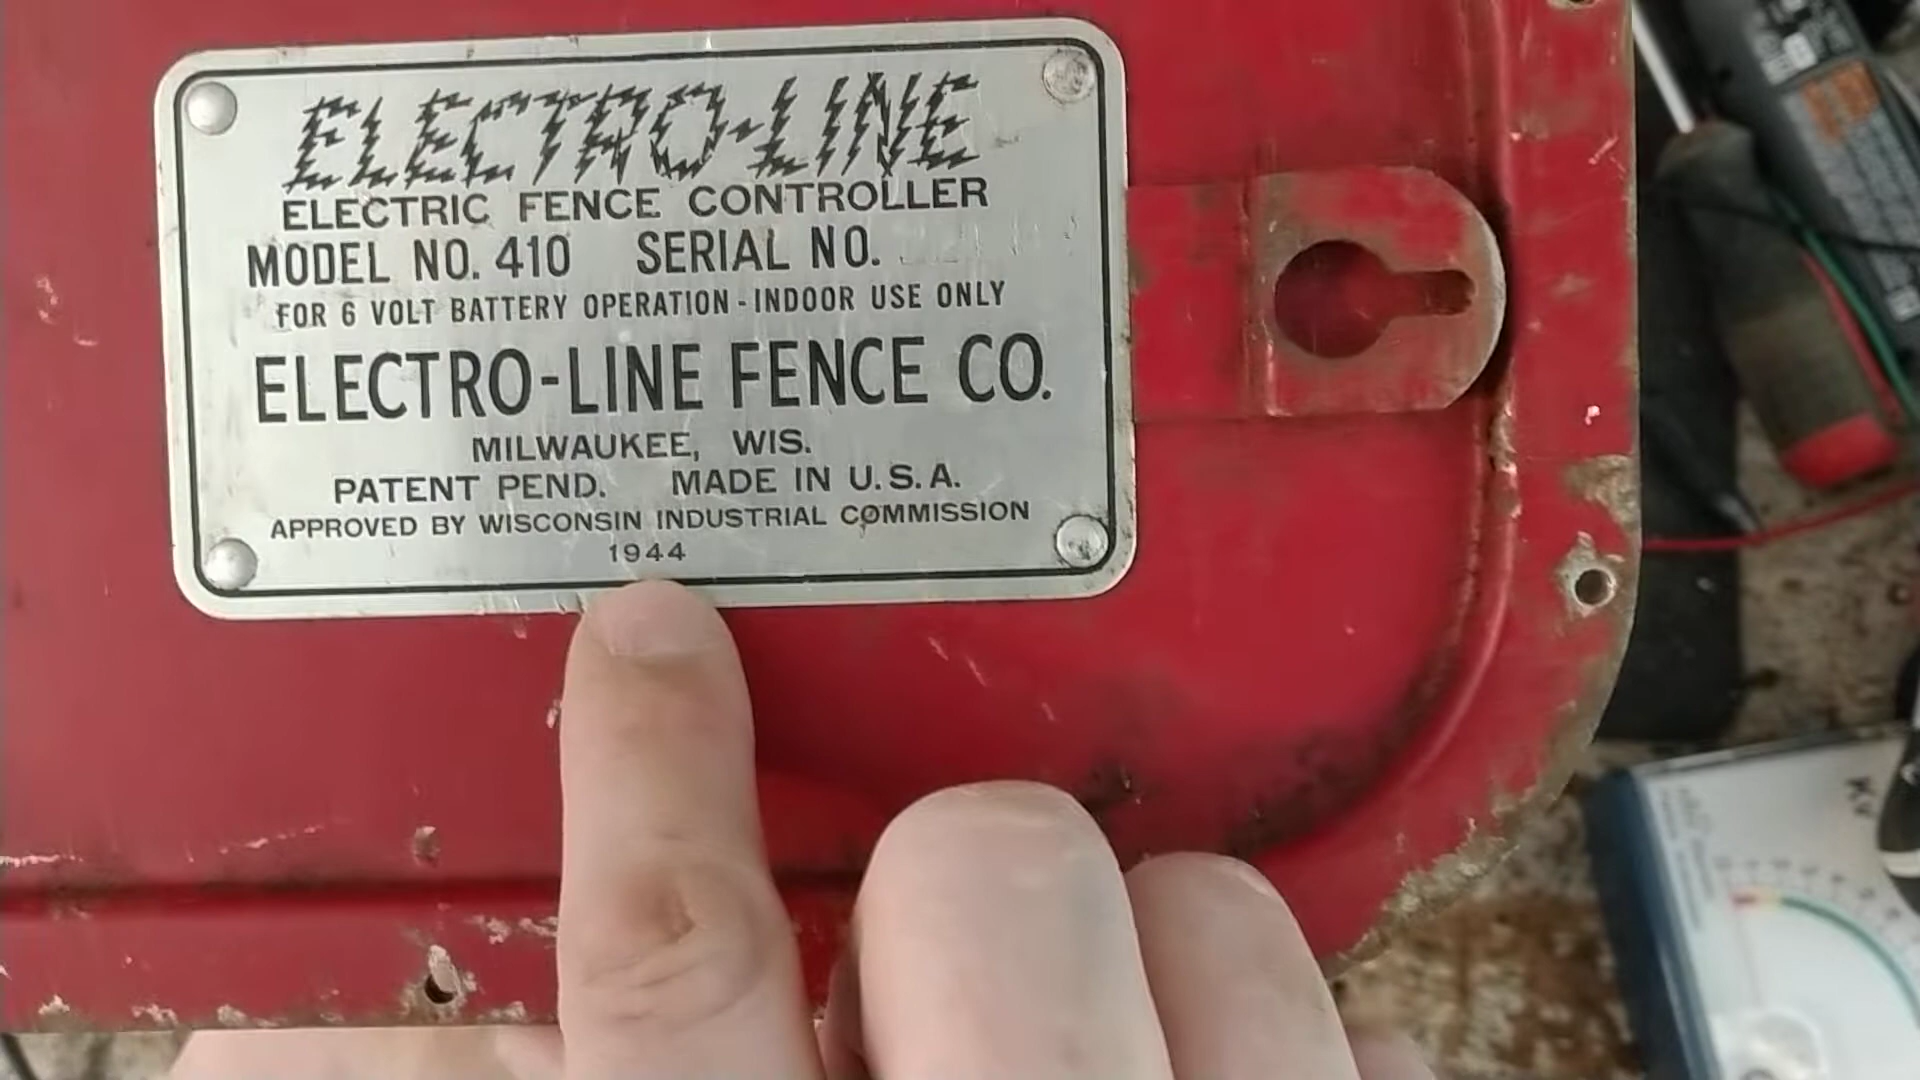 ELECTRO-LINE
ELECTRIC FENCE CONTROLLER
MODEL NO. 410 SERIAL NO.
FOR 6 VOLT BATTERY OPERATION - INDOOR USE ONLY
ELECTRO-LINE FENCE CO.
MILWAUKEE, WIS.
PATENT PEND. MADE IN U.S.A.
APPROVED BY WISCONSIN INDUSTRIAL COMMISSION
1944